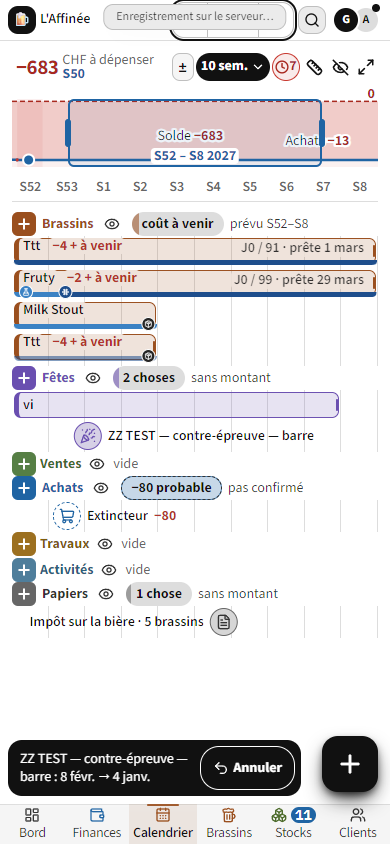 L'Affinée
Enregistrement sur le serveur…
G
A
−683 CHF à dépenser
S50
±
10 sem.
7
0
Solde −683
Achat −13
S52 – S8 2027
S52 S53 S1 S2 S3 S4 S5 S6 S7 S8
Brassins coût à venir prévu S52–S8
Ttt −4 + à venir J0 / 91 · prête 1 mars
Fruty −2 + à venir J0 / 99 · prête 29 mars
Milk Stout
Ttt −4 + à venir
Fêtes 2 choses sans montant
vi
ZZ TEST — contre-épreuve — barre
Ventes vide
Achats −80 probable pas confirmé
Extincteur −80
Travaux vide
Activités vide
Papiers 1 chose sans montant
Impôt sur la bière · 5 brassins
ZZ TEST — contre-épreuve —
barre : 8 févr. → 4 janv.
Annuler
Bord Finances Calendrier Brassins Stocks 11 Clients